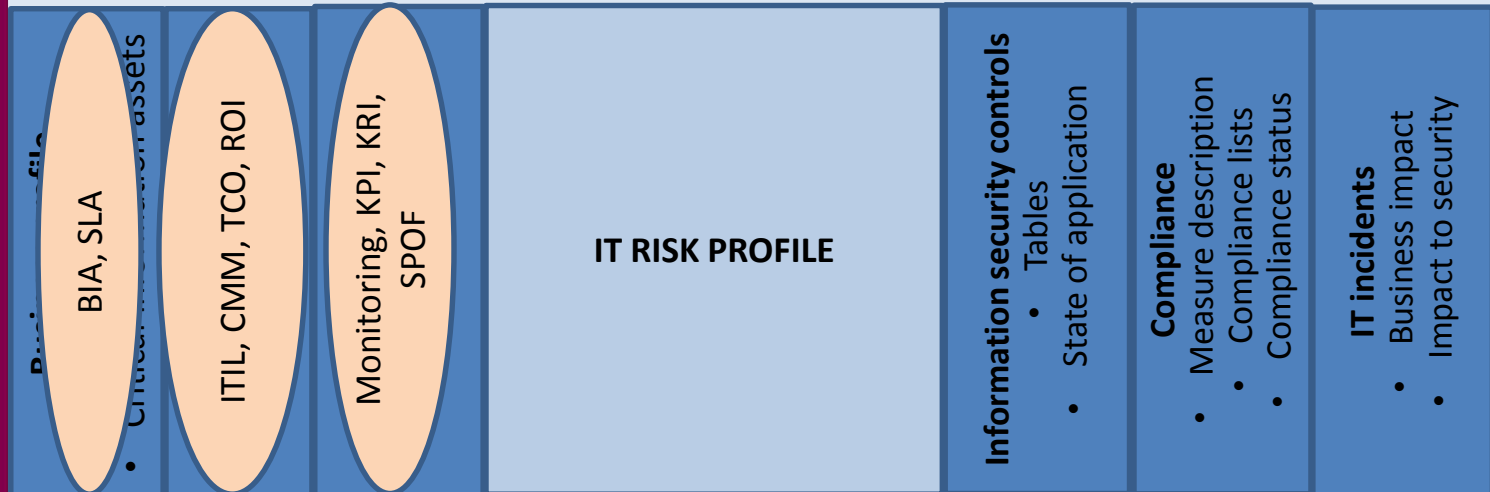 BIA, SLA
assets
ITIL, CMM, TCO, ROI
Monitoring, KPI, KRI,
SPOF
IT RISK PROFILE
Information security controls
• Tables
• State of application
Compliance
• Measure description
• Compliance lists
• Compliance status
IT incidents
• Business impact
• Impact to security